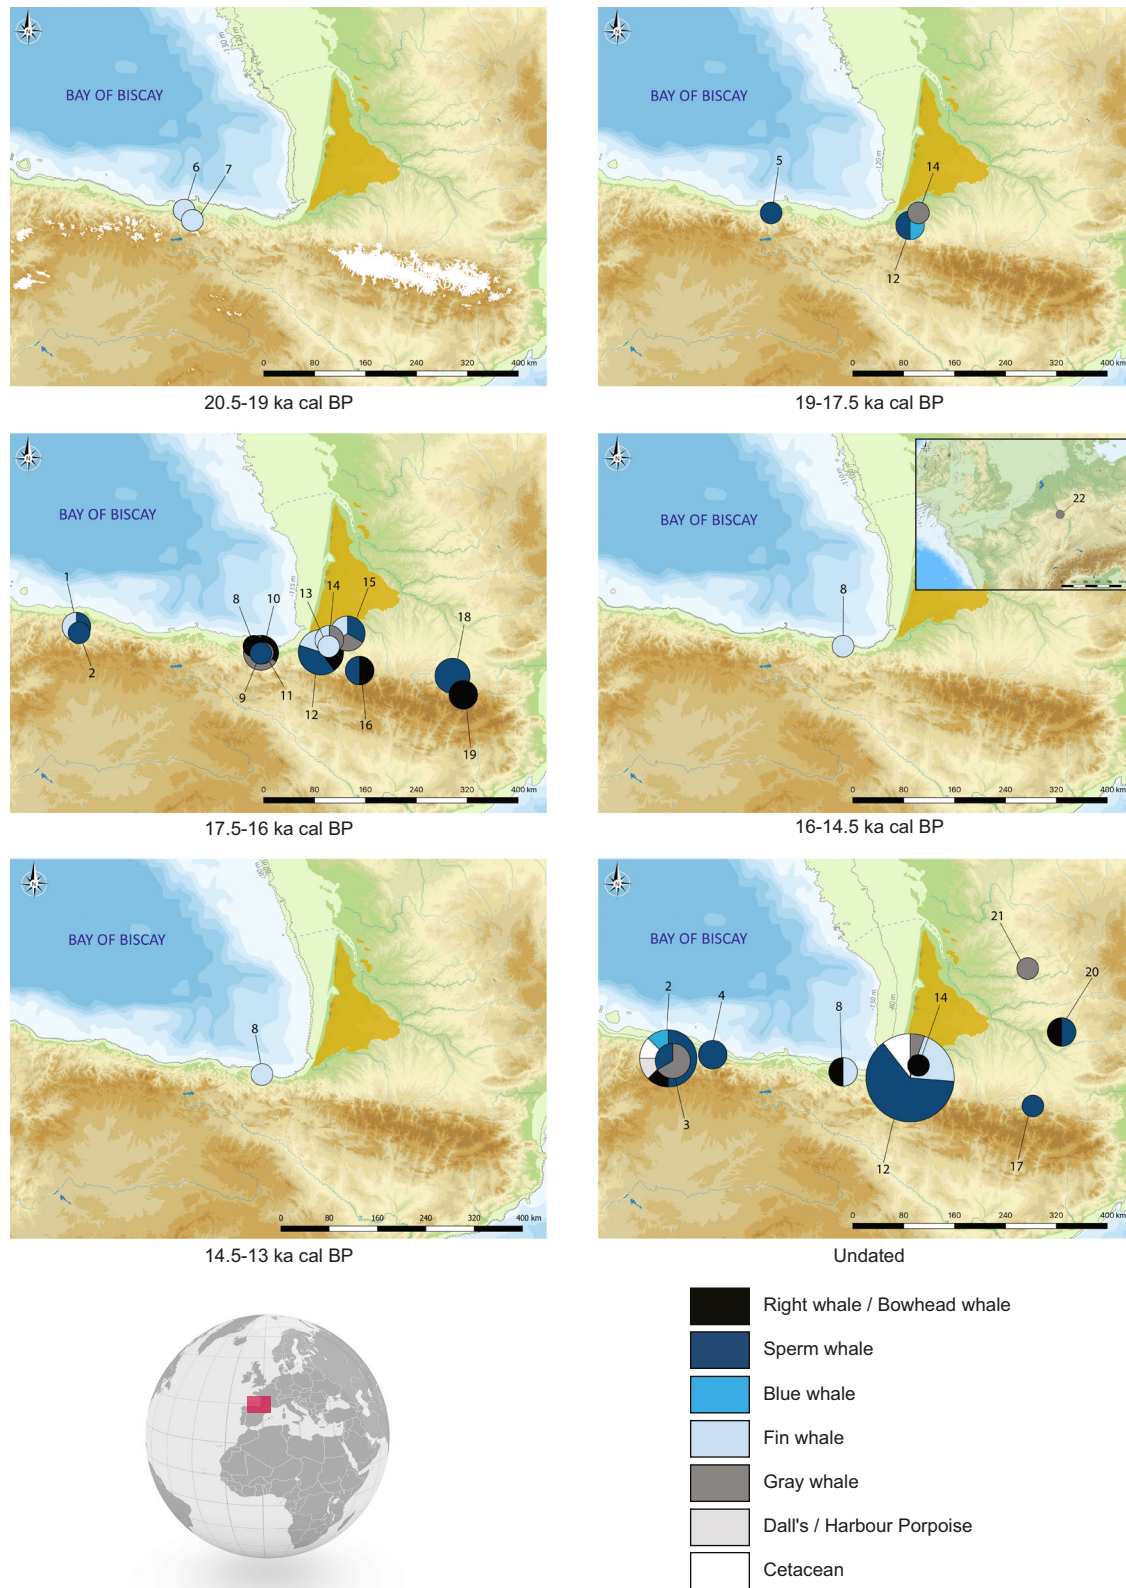 N
-130 m
-120 m
BAY OF BISCAY
6
7
0 80 160 240 320 400 km
20.5-19 ka cal BP
N
-120 m
BAY OF BISCAY
5
14
12
0 80 160 240 320 400 km
19-17.5 ka cal BP
N
BAY OF BISCAY
-115 m
1
2
8
10
13
14
15
18
9
11
12
16
19
0 80 160 240 320 400 km
17.5-16 ka cal BP
N
-110 m
BAY OF BISCAY
22
8
0 80 160 240 320 400 km
16-14.5 ka cal BP
N
BAY OF BISCAY
8
0 80 160 240 320 400 km
14.5-13 ka cal BP
N
BAY OF BISCAY
-130 m
-80 m
21
20
2
4
8
14
3
12
17
0 80 160 240 320 400 km
Undated
Right whale / Bowhead whale
Sperm whale
Blue whale
Fin whale
Gray whale
Dall's / Harbour Porpoise
Cetacean